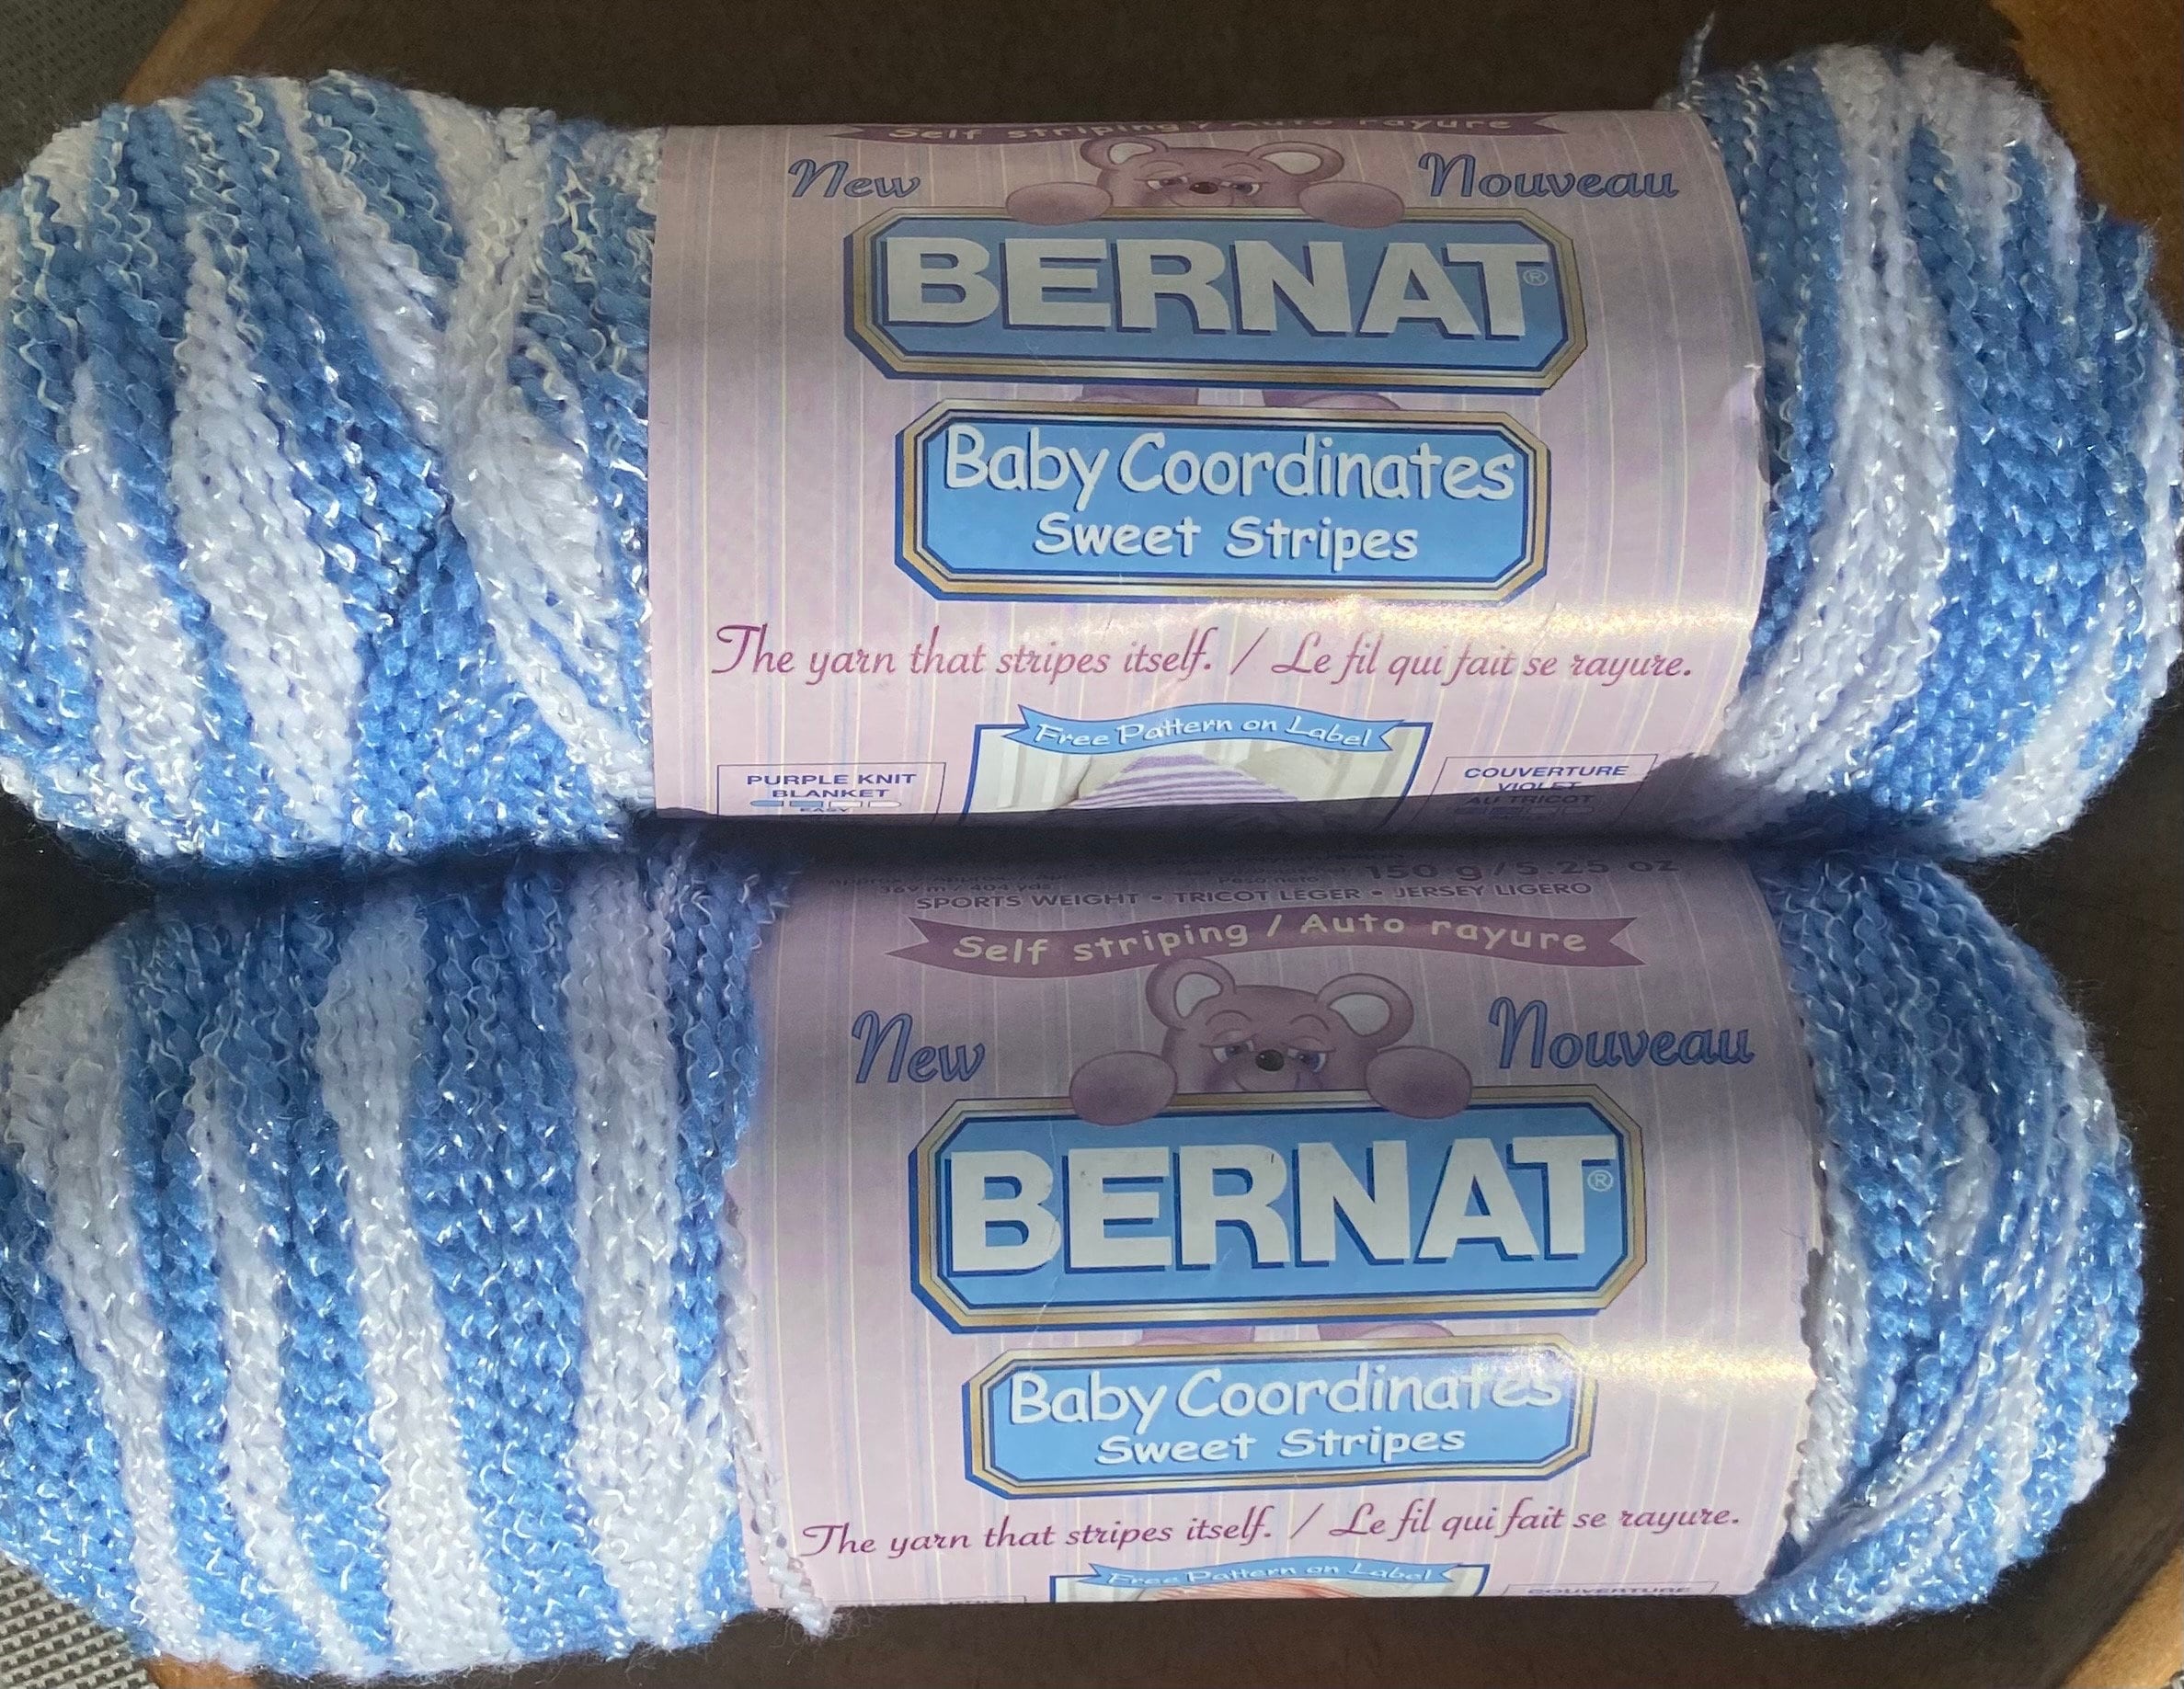 Self striping / Auto rayure
New
Nouveau
BERNAT®
Baby Coordinates
Sweet Stripes
The yarn that stripes itself. / Le fil qui fait se rayure.
Free Pattern on Label
PURPLE KNIT
BLANKET
EASY
COUVERTURE
VIOLET
AU TRICOT
369 m / 404 yds
150 g / 5.25 oz
SPORTS WEIGHT • TRICOT LEGER • JERSEY LIGERO
Self striping / Auto rayure
New
Nouveau
BERNAT®
Baby Coordinates
Sweet Stripes
The yarn that stripes itself. / Le fil qui fait se rayure.
Free Pattern on Label
COUVERTURE